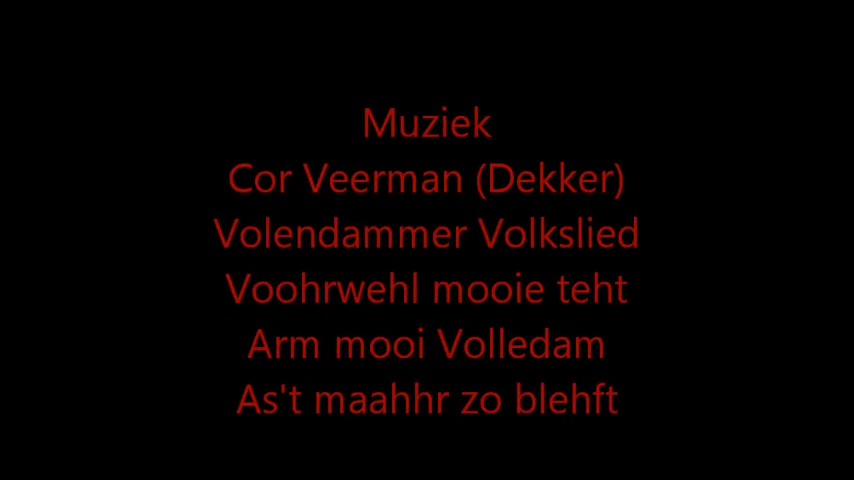 Muziek
Cor Veerman (Dekker)
Volendammer Volkslied
Voohrwehl mooie teht
Arm mooi Volledam
As't maahhr zo blehft